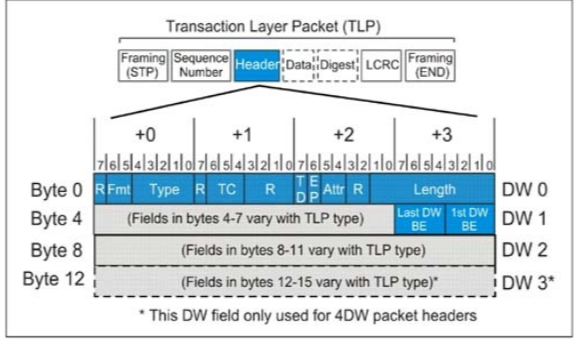 Transaction Layer Packet (TLP)
Framing (STP) Sequence Number Header Data Digest LCRC Framing (END)
+0 +1 +2 +3
7 6 5 4 3 2 1 0 7 6 5 4 3 2 1 0 7 6 5 4 3 2 1 0 7 6 5 4 3 2 1 0
Byte 0 R Fmt Type R TC R TD EP Attr R Length DW 0
Byte 4 (Fields in bytes 4-7 vary with TLP type) Last DW BE 1st DW BE DW 1
Byte 8 (Fields in bytes 8-11 vary with TLP type) DW 2
Byte 12 (Fields in bytes 12-15 vary with TLP type)* DW 3*
* This DW field only used for 4DW packet headers